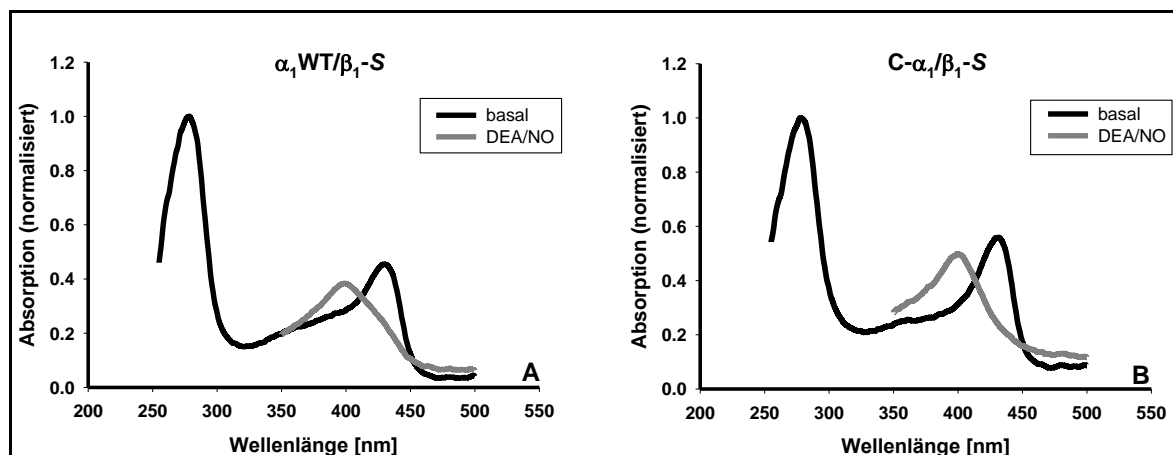 α₁WT/β₁-S
Absorption (normalisiert)
1.2
1.0
0.8
0.6
0.4
0.2
0.0
basal
DEA/NO
A
200 250 300 350 400 450 500 550
Wellenlänge [nm]
C-α₁/β₁-S
Absorption (normalisiert)
1.2
1.0
0.8
0.6
0.4
0.2
0.0
basal
DEA/NO
B
200 250 300 350 400 450 500 550
Wellenlänge [nm]